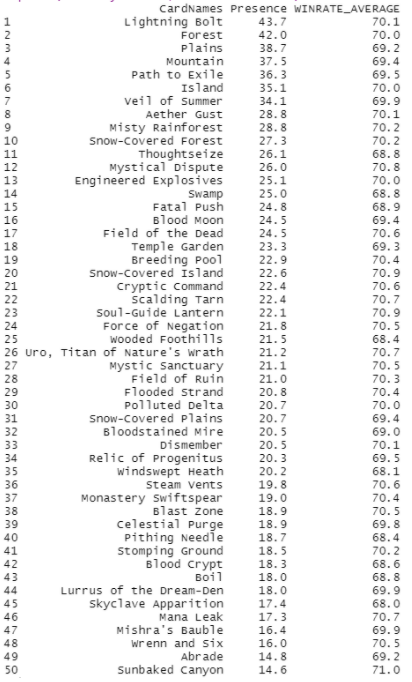 CardNames Presence WINRATE_AVERAGE
1 Lightning Bolt 43.7 70.1
2 Forest 42.0 70.0
3 Plains 38.7 69.2
4 Mountain 37.5 69.4
5 Path to Exile 36.3 69.5
6 Island 35.1 70.0
7 Veil of Summer 34.1 69.9
8 Aether Gust 28.8 70.1
9 Misty Rainforest 28.8 70.2
10 Snow-Covered Forest 27.3 70.2
11 Thoughtseize 26.1 68.8
12 Mystical Dispute 26.0 70.8
13 Engineered Explosives 25.1 70.0
14 Swamp 25.0 68.8
15 Fatal Push 24.8 68.9
16 Blood Moon 24.5 69.4
17 Field of the Dead 24.5 70.6
18 Temple Garden 23.3 69.3
19 Breeding Pool 22.9 70.4
20 Snow-Covered Island 22.6 70.9
21 Cryptic Command 22.4 70.6
22 Scalding Tarn 22.4 70.7
23 Soul-Guide Lantern 22.1 70.9
24 Force of Negation 21.8 70.5
25 Wooded Foothills 21.5 68.4
26 Uro, Titan of Nature's Wrath 21.2 70.7
27 Mystic Sanctuary 21.1 70.5
28 Field of Ruin 21.0 70.3
29 Flooded Strand 20.8 70.4
30 Polluted Delta 20.7 70.0
31 Snow-Covered Plains 20.7 69.4
32 Bloodstained Mire 20.5 69.0
33 Dismember 20.5 70.1
34 Relic of Progenitus 20.3 69.5
35 Windswept Heath 20.2 68.1
36 Steam Vents 19.8 70.6
37 Monastery Swiftspear 19.0 70.4
38 Blast Zone 18.9 70.5
39 Celestial Purge 18.9 69.8
40 Pithing Needle 18.7 68.4
41 Stomping Ground 18.5 70.2
42 Blood Crypt 18.3 68.6
43 Boil 18.0 68.8
44 Lurrus of the Dream-Den 18.0 69.9
45 Skyclave Apparition 17.4 68.0
46 Mana Leak 17.3 70.7
47 Mishra's Bauble 16.4 69.9
48 Wrenn and Six 16.0 70.5
49 Abrade 14.8 69.2
50 Sunbaked Canyon 14.6 71.0